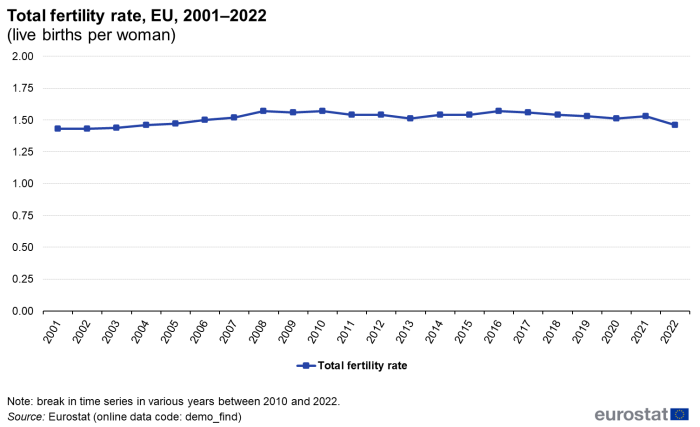 Total fertility rate, EU, 2001–2022
(live births per woman)
2.00
1.75
1.50
1.25
1.00
0.75
0.50
0.25
0.00
2001 2002 2003 2004 2005 2006 2007 2008 2009 2010 2011 2012 2013 2014 2015 2016 2017 2018 2019 2020 2021 2022
Total fertility rate
Note: break in time series in various years between 2010 and 2022.
Source: Eurostat (online data code: demo_find)
eurostat